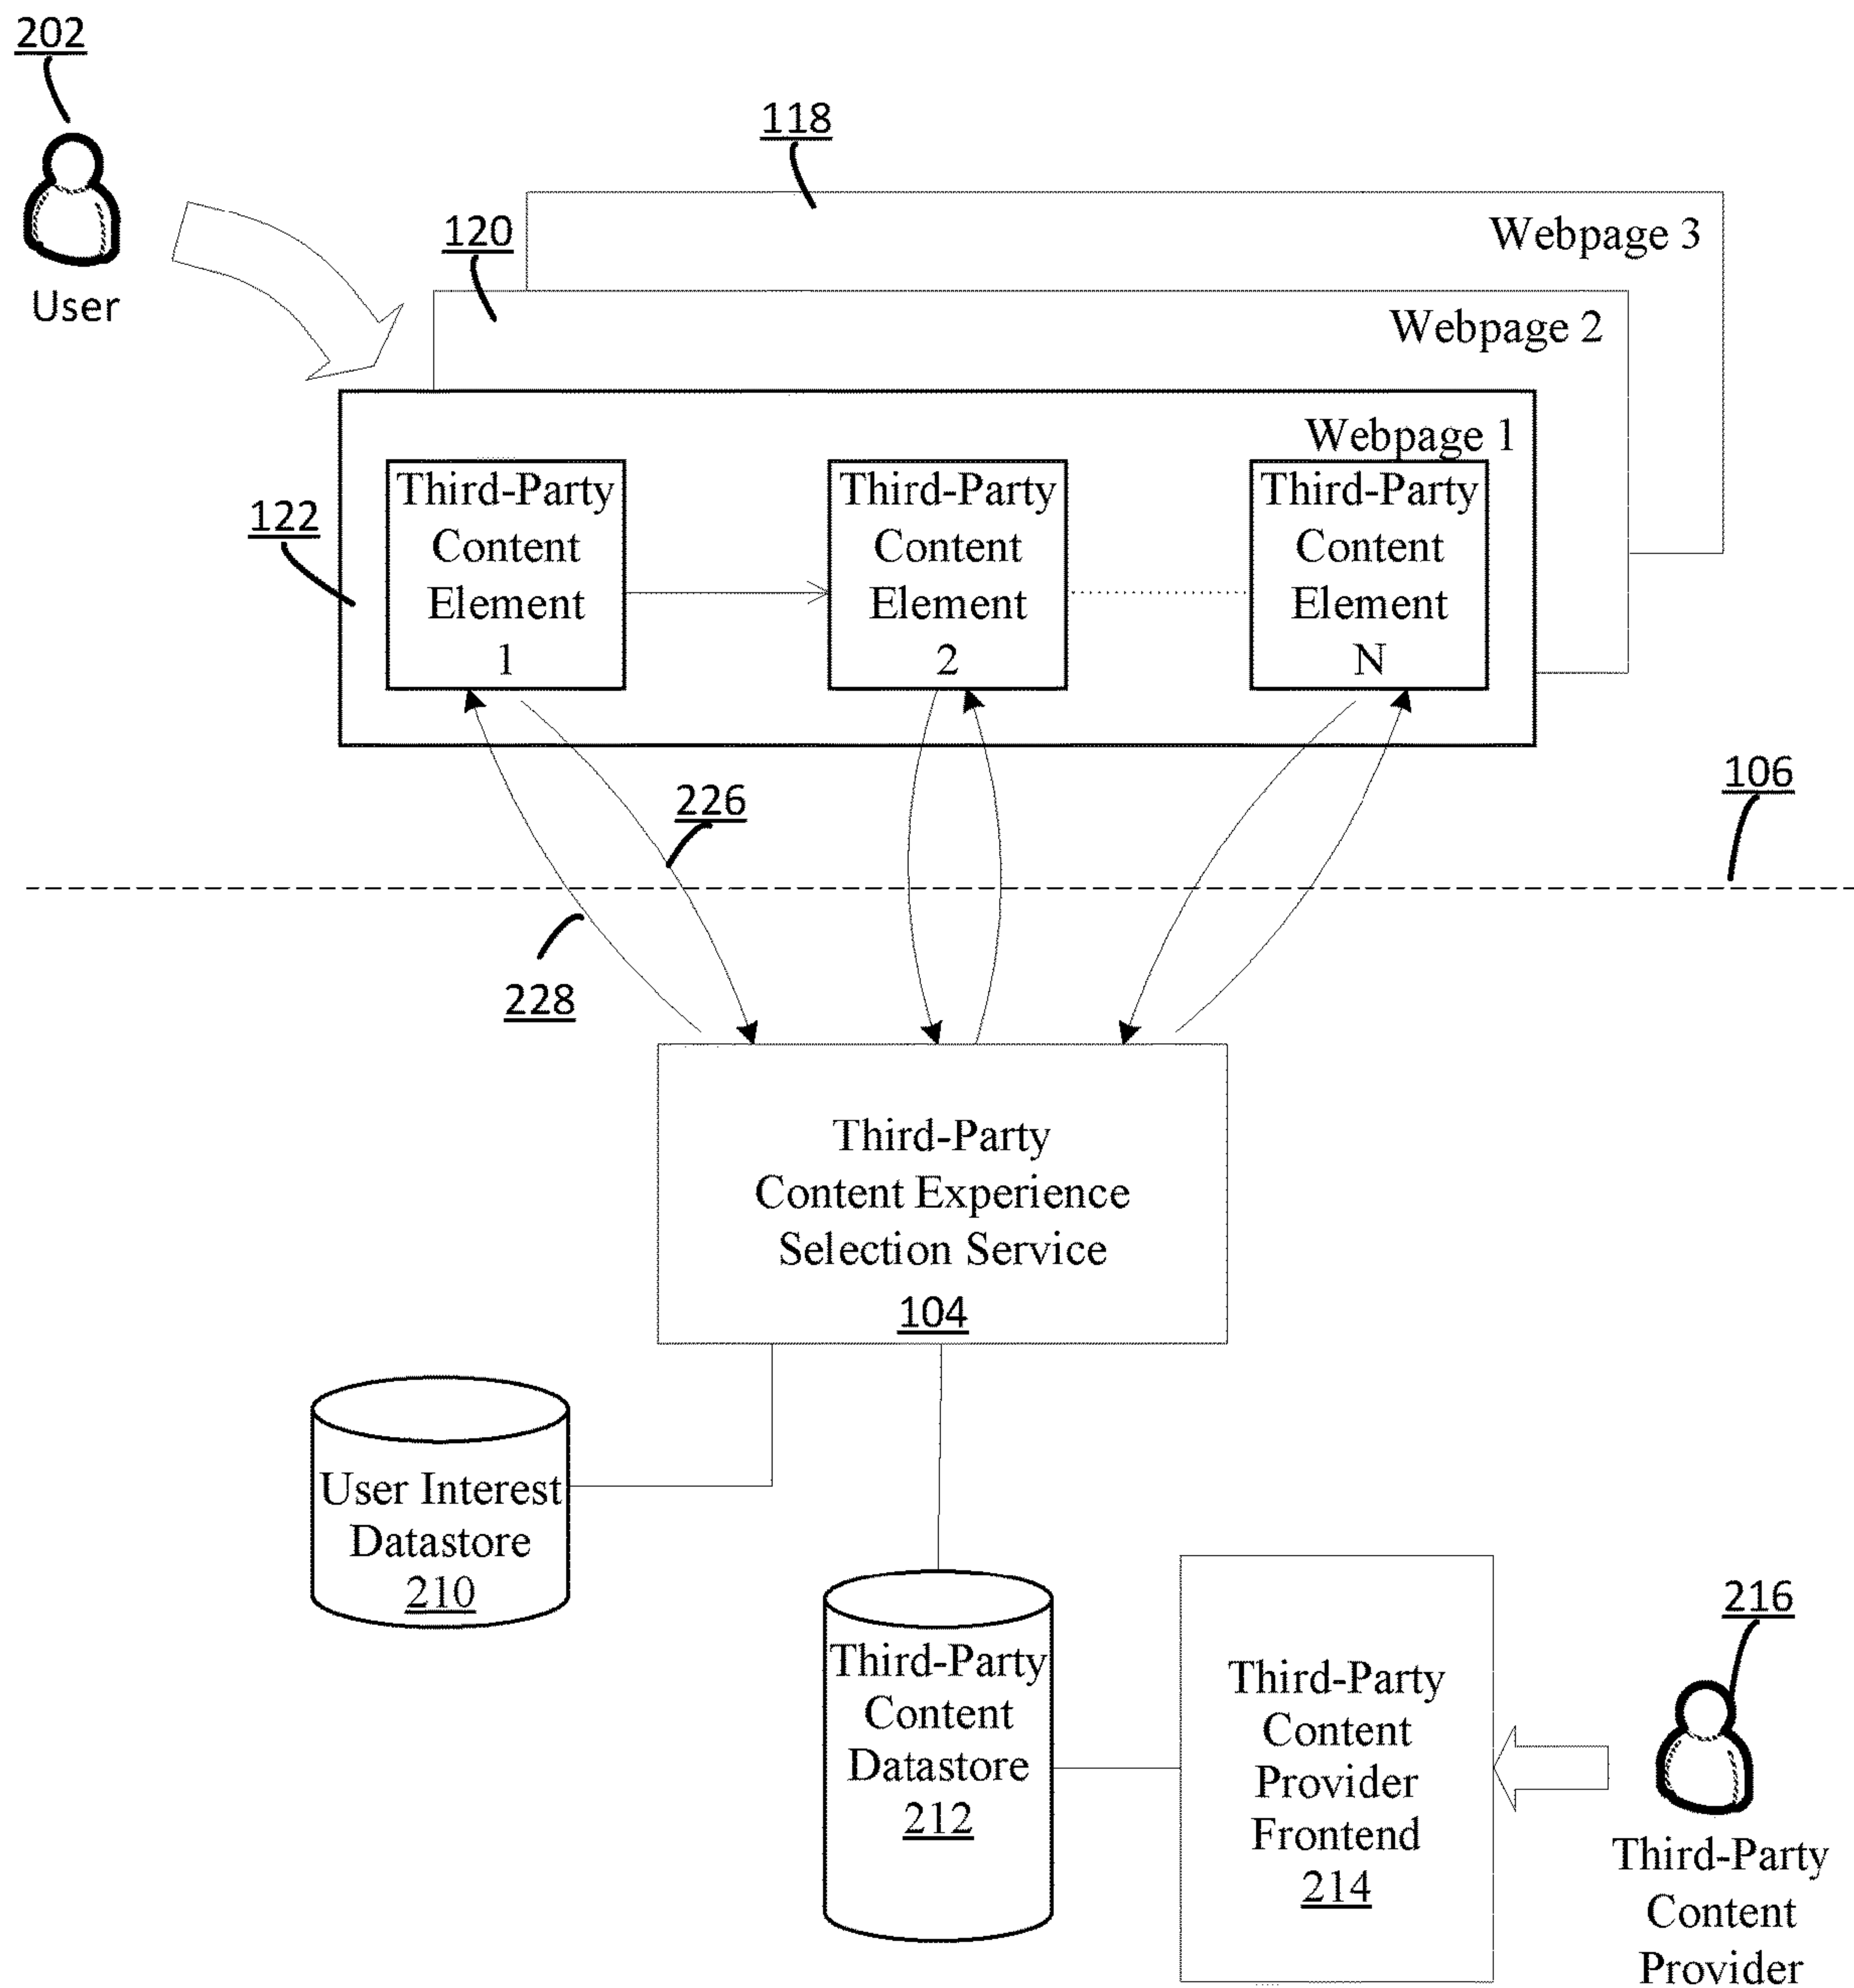 202
User
118
Webpage 3
120
Webpage 2
Webpage 1
122
Third-Party
Content
Element
1
Third-Party
Content
Element
2
Third-Party
Content
Element
N
226
106
228
Third-Party
Content Experience
Selection Service
104
User Interest
Datastore
210
Third-Party
Content
Datastore
212
Third-Party
Content
Provider
Frontend
214
216
Third-Party
Content
Provider